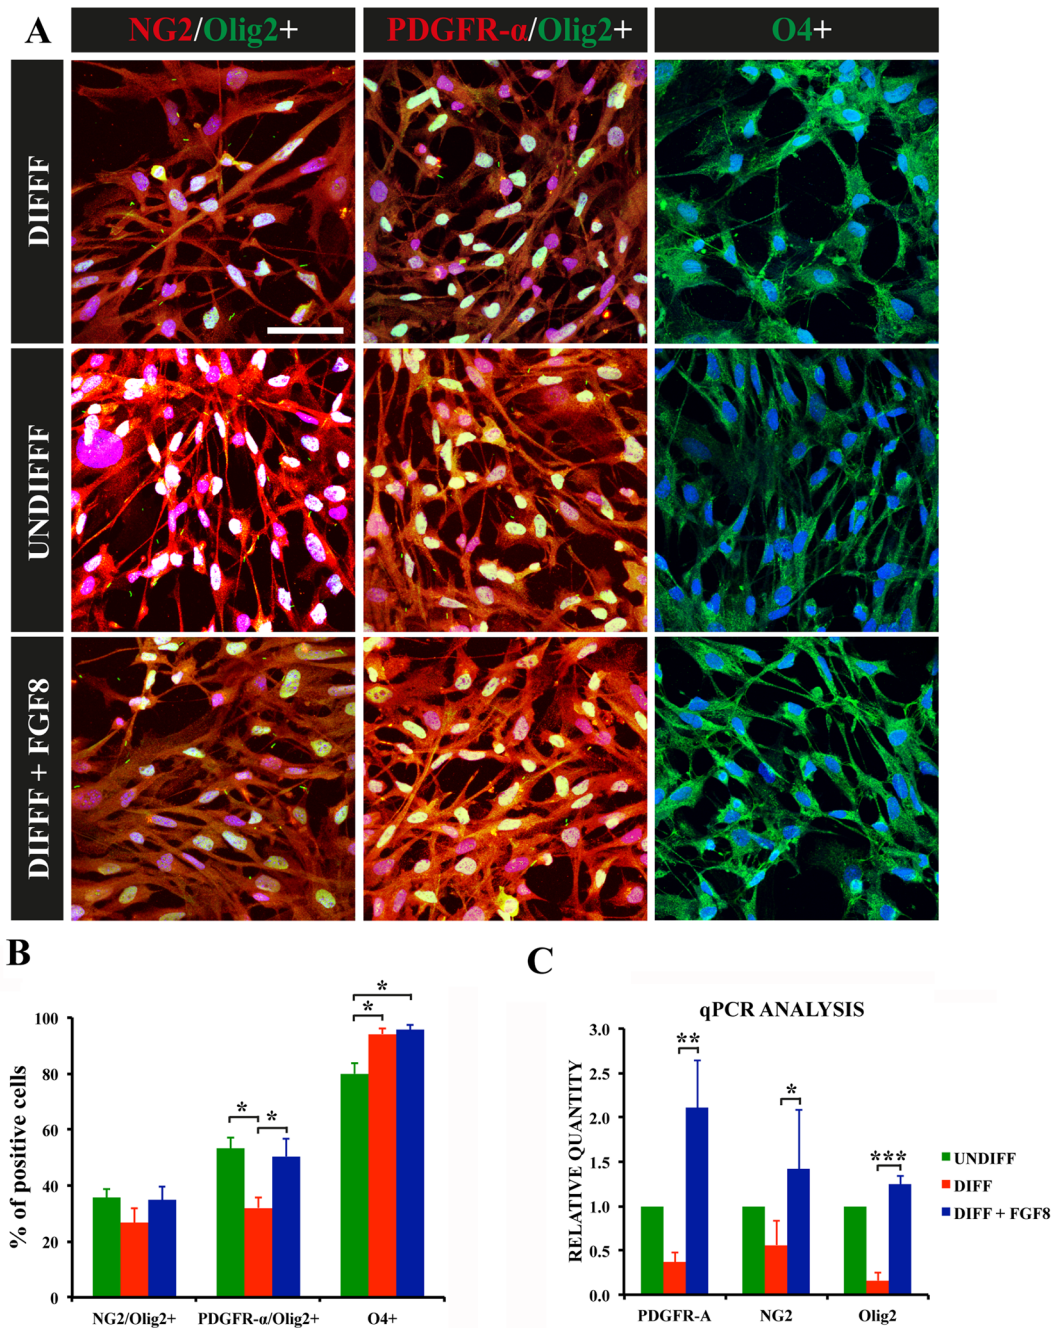 A
NG2/Olig2+
PDGFR-α/Olig2+
O4+
DIFFF
UNDIFFF
DIFFF + FGF8
B
% of positive cells
100
80
60
40
20
0
*
*
*
*
NG2/Olig2+
PDGFR-α/Olig2+
O4+
C
qPCR ANALYSIS
RELATIVE QUANTITY
3.0
2.5
2.0
1.5
1.0
0.5
0.0
**
*
***
PDGFR-A
NG2
Olig2
UNDIFF
DIFF
DIFF + FGF8